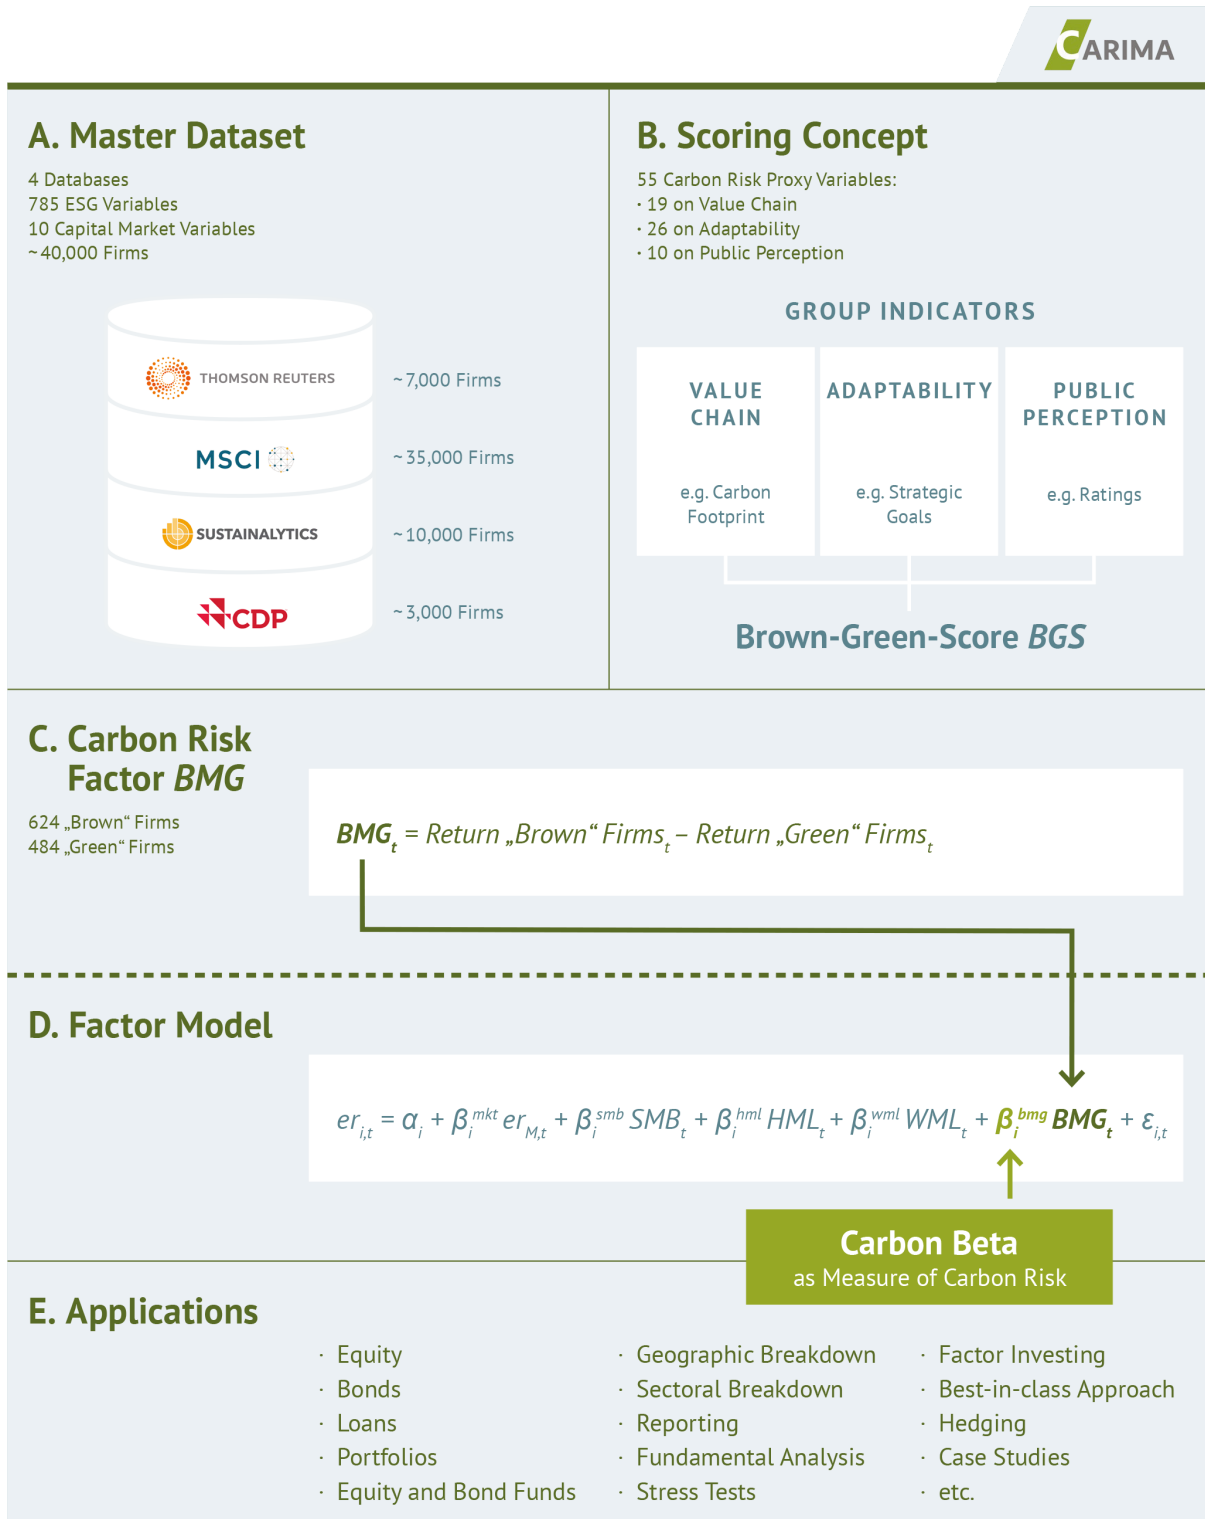 CARIMA
A. Master Dataset
4 Databases
785 ESG Variables
10 Capital Market Variables
~40,000 Firms
THOMSON REUTERS
~7,000 Firms
MSCI
~35,000 Firms
SUSTAINALYTICS
~10,000 Firms
CDP
~3,000 Firms
B. Scoring Concept
55 Carbon Risk Proxy Variables:
· 19 on Value Chain
· 26 on Adaptability
· 10 on Public Perception
GROUP INDICATORS
VALUE
CHAIN
e.g. Carbon
Footprint
ADAPTABILITY
e.g. Strategic
Goals
PUBLIC
PERCEPTION
e.g. Ratings
Brown-Green-Score BGS
C. Carbon Risk
Factor BMG
624 „Brown“ Firms
484 „Green“ Firms
BMG_t = Return „Brown“ Firms_t – Return „Green“ Firms_t
D. Factor Model
er_{i,t} = α_i + β_i^{mkt} er_{M,t} + β_i^{smb} SMB_t + β_i^{hml} HML_t + β_i^{wml} WML_t + β_i^{bmg} BMG_t + ε_{i,t}
Carbon Beta
as Measure of Carbon Risk
E. Applications
· Equity
· Bonds
· Loans
· Portfolios
· Equity and Bond Funds
· Geographic Breakdown
· Sectoral Breakdown
· Reporting
· Fundamental Analysis
· Stress Tests
· Factor Investing
· Best-in-class Approach
· Hedging
· Case Studies
· etc.